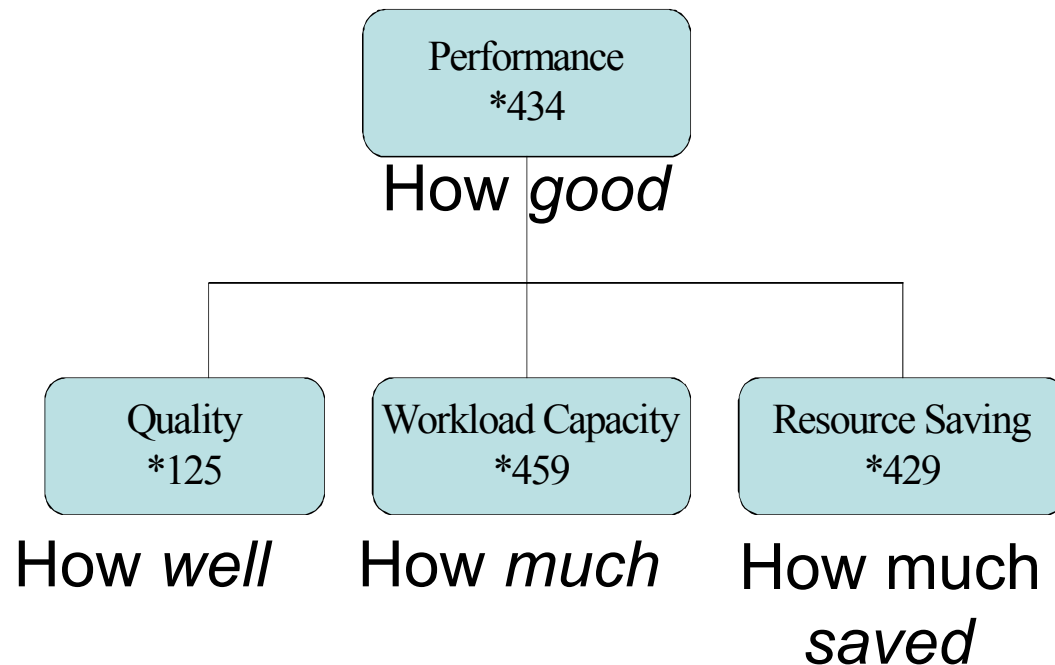 Performance
*434
How good
Quality
*125
Workload Capacity
*459
Resource Saving
*429
How well
How much
How much
saved